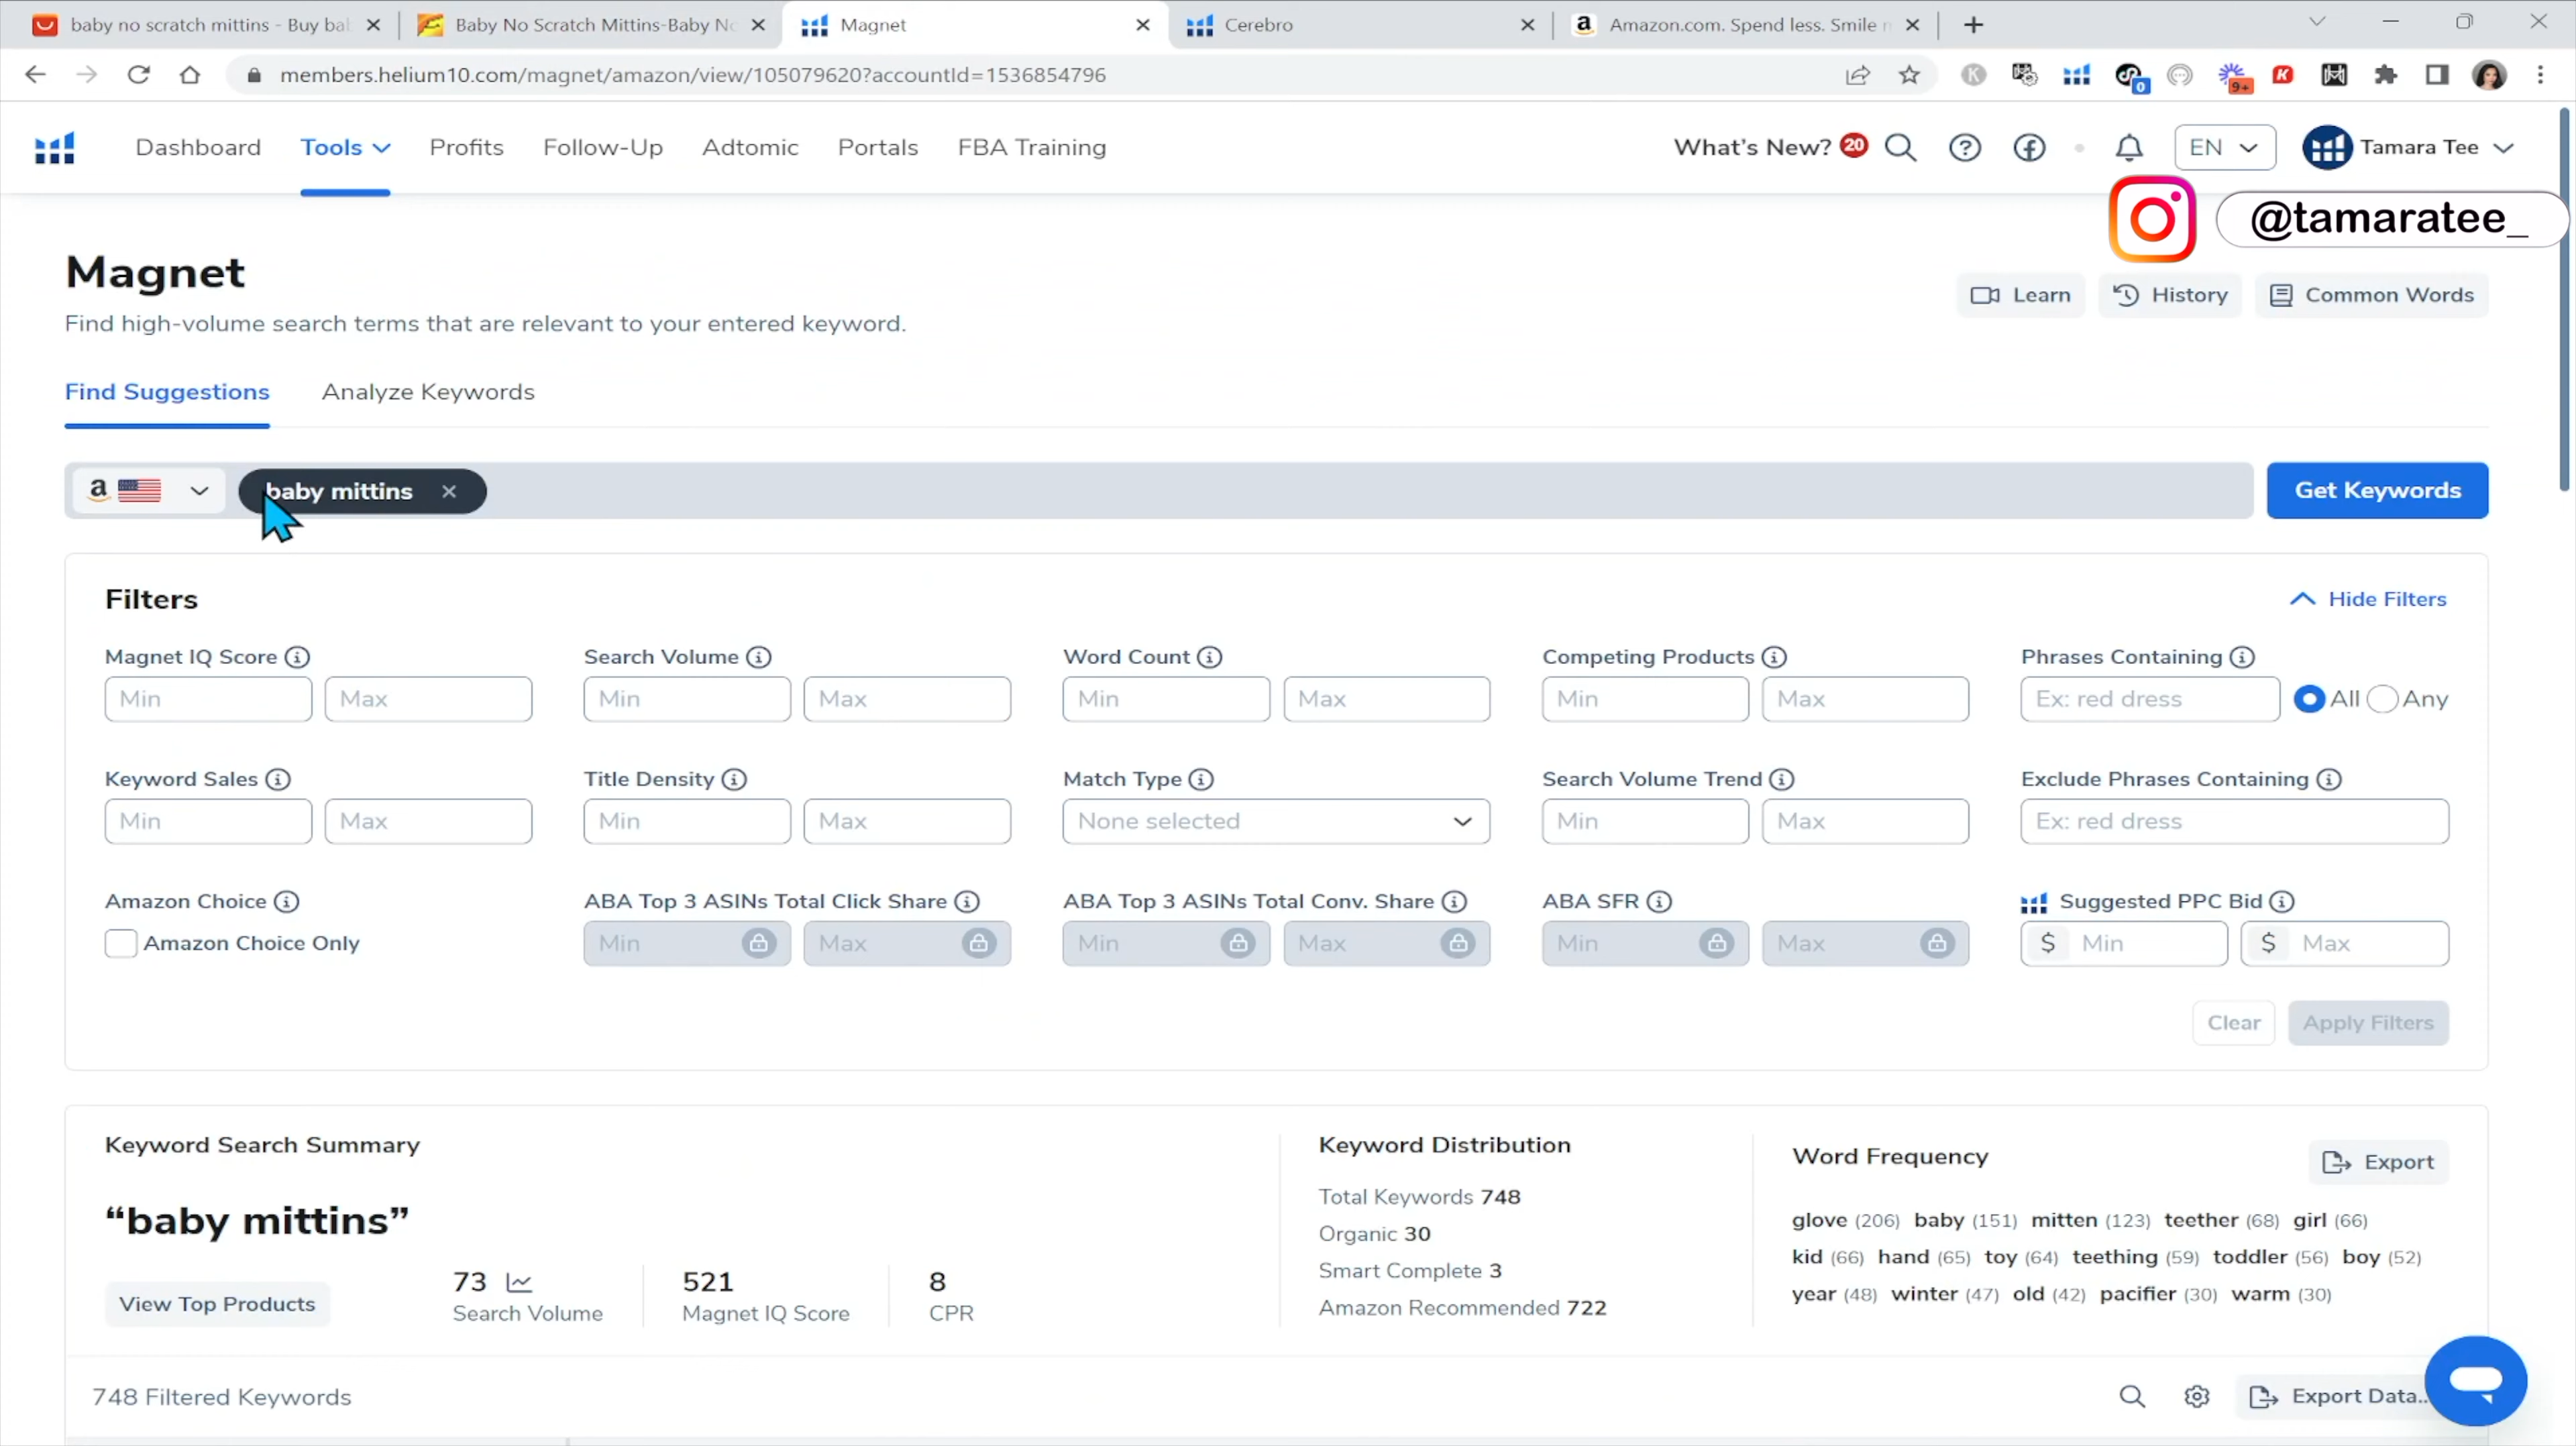 baby no scratch mittins - Buy bab
Baby No Scratch Mittins-Baby No
Magnet
Cerebro
Amazon.com. Spend less. Smile m
members.helium10.com/magnet/amazon/view/105079620?accountId=1536854796
0
9+
Dashboard Tools Profits Follow-Up Adtomic Portals FBA Training What's New? 20 EN Tamara Tee
@tamaratee_
Magnet
Learn History Common Words
Find high-volume search terms that are relevant to your entered keyword.
Find Suggestions Analyze Keywords
baby mittins Get Keywords
Filters Hide Filters
Magnet IQ Score Search Volume Word Count Competing Products Phrases Containing
Min Max Min Max Min Max Min Max Ex: red dress All Any
Keyword Sales Title Density Match Type Search Volume Trend Exclude Phrases Containing
Min Max Min Max None selected Min Max Ex: red dress
Amazon Choice ABA Top 3 ASINs Total Click Share ABA Top 3 ASINs Total Conv. Share ABA SFR Suggested PPC Bid
Amazon Choice Only Min Max Min Max Min Max $ Min $ Max
Clear Apply Filters
Keyword Search Summary
“baby mittins”
View Top Products
73 Search Volume
521 Magnet IQ Score
8 CPR
Keyword Distribution
Total Keywords 748
Organic 30
Smart Complete 3
Amazon Recommended 722
Word Frequency Export
glove (206) baby (151) mitten (123) teether (68) girl (66)
kid (66) hand (65) toy (64) teething (59) toddler (56) boy (52)
year (48) winter (47) old (42) pacifier (30) warm (30)
748 Filtered Keywords Export Data..